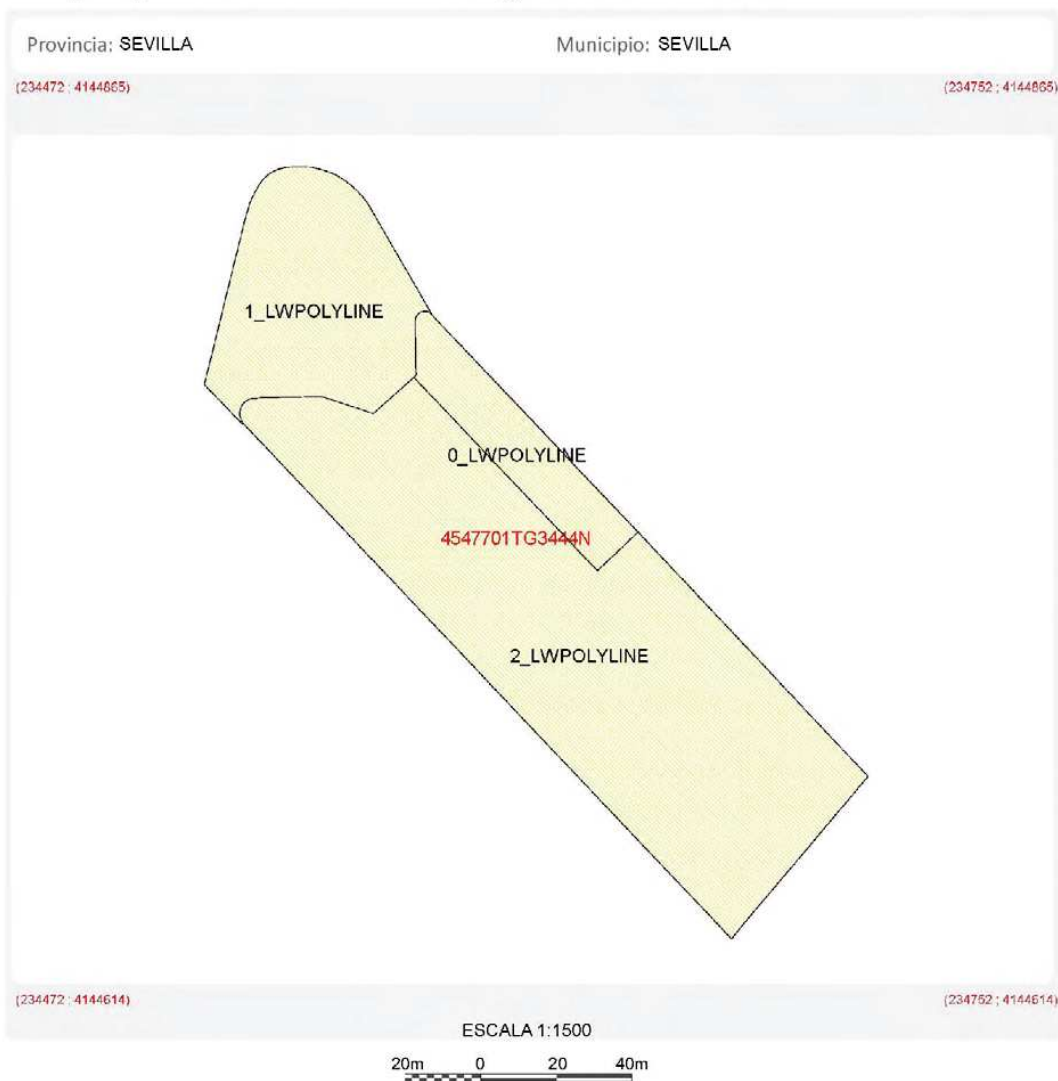 Provincia: SEVILLA Municipio: SEVILLA
(234472 ; 4144865) (234752 ; 4144865)
1_LWPOLYLINE
0_LWPOLYLINE
4547701TG3444N
2_LWPOLYLINE
(234472 ; 4144614) (234752 ; 4144614)
ESCALA 1:1500
20m 0 20 40m